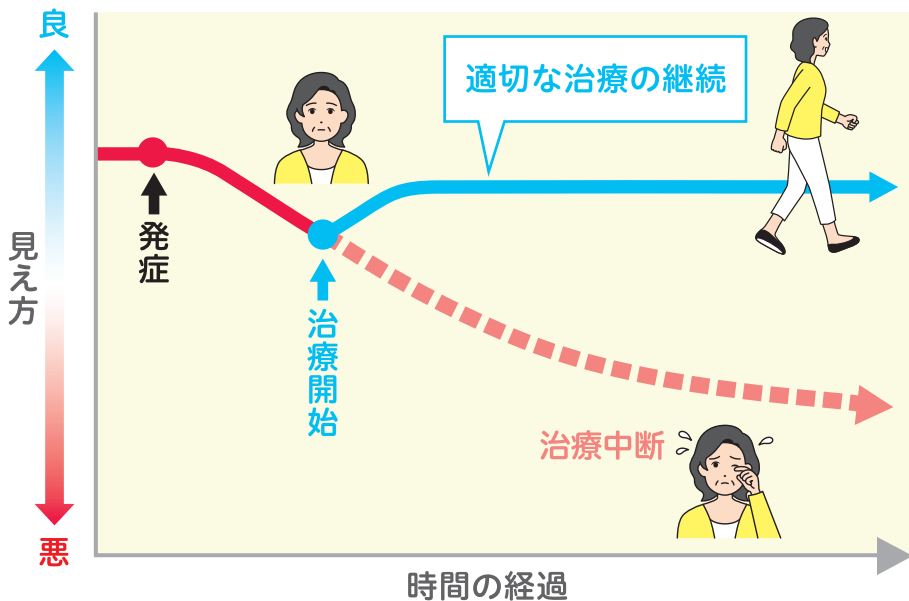 良
見え方
悪
発症
治療開始
適切な治療の継続
治療中断
時間の経過